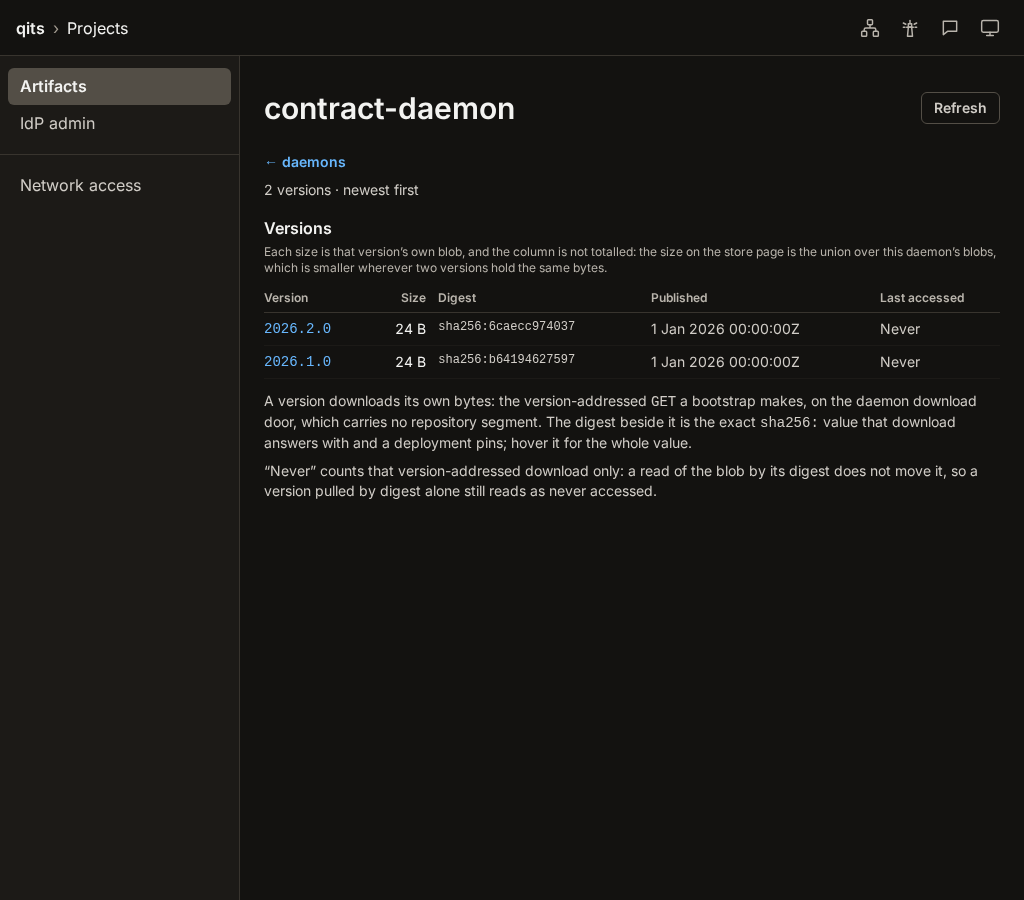 qits › Projects
Artifacts
IdP admin
Network access
contract-daemon
Refresh
← daemons
2 versions · newest first
Versions
Each size is that version’s own blob, and the column is not totalled: the size on the store page is the union over this daemon’s blobs,
which is smaller wherever two versions hold the same bytes.
Version Size Digest Published Last accessed
2026.2.0 24 B sha256:6caecc974037 1 Jan 2026 00:00:00Z Never
2026.1.0 24 B sha256:b64194627597 1 Jan 2026 00:00:00Z Never
A version downloads its own bytes: the version-addressed GET a bootstrap makes, on the daemon download
door, which carries no repository segment. The digest beside it is the exact sha256: value that download
answers with and a deployment pins; hover it for the whole value.
“Never” counts that version-addressed download only: a read of the blob by its digest does not move it, so a
version pulled by digest alone still reads as never accessed.